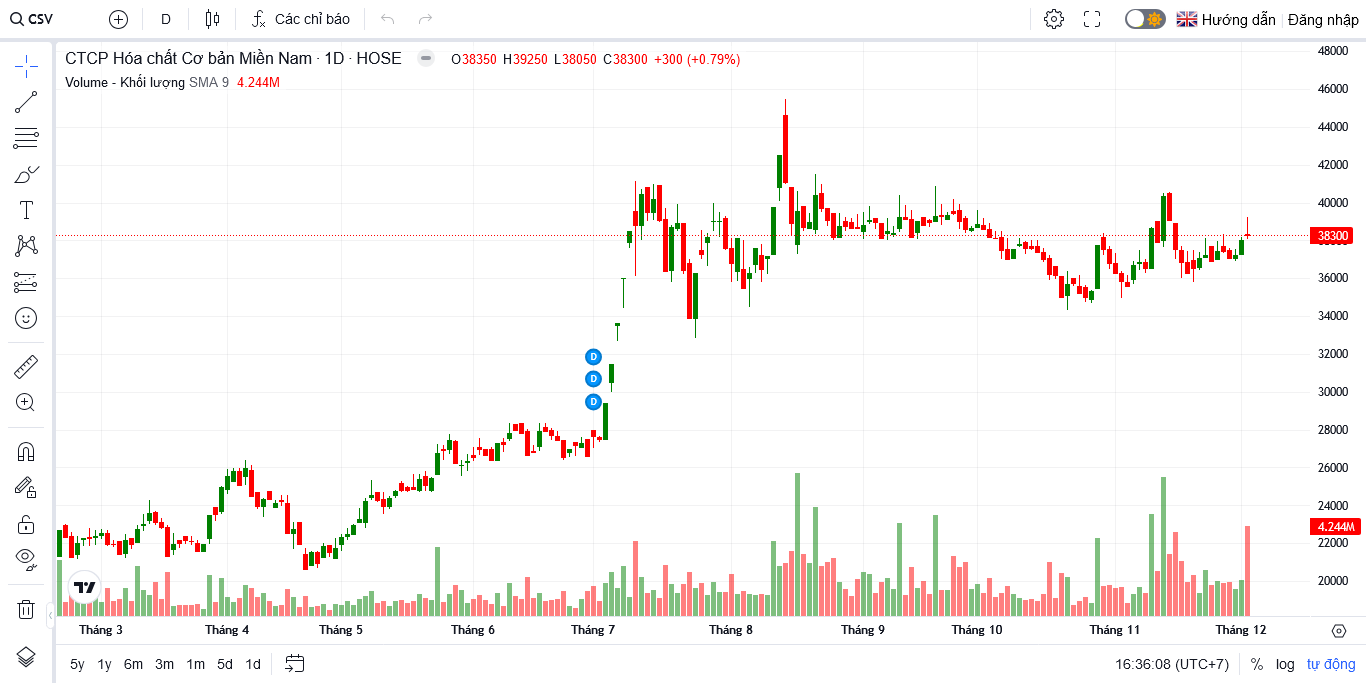 CSV D Các chỉ báo Hướng dẫn Đăng nhập
CTCP Hóa chất Cơ bản Miền Nam · 1D · HOSE O38350 H39250 L38050 C38300 +300 (+0.79%)
Volume - Khối lượng SMA 9 4.244M
48000
46000
44000
42000
40000
38300
36000
34000
32000
30000
28000
26000
24000
4.244M
22000
20000
D
D
D
Tháng 3 Tháng 4 Tháng 5 Tháng 6 Tháng 7 Tháng 8 Tháng 9 Tháng 10 Tháng 11 Tháng 12
5y 1y 6m 3m 1m 5d 1d 16:36:08 (UTC+7) % log tự động